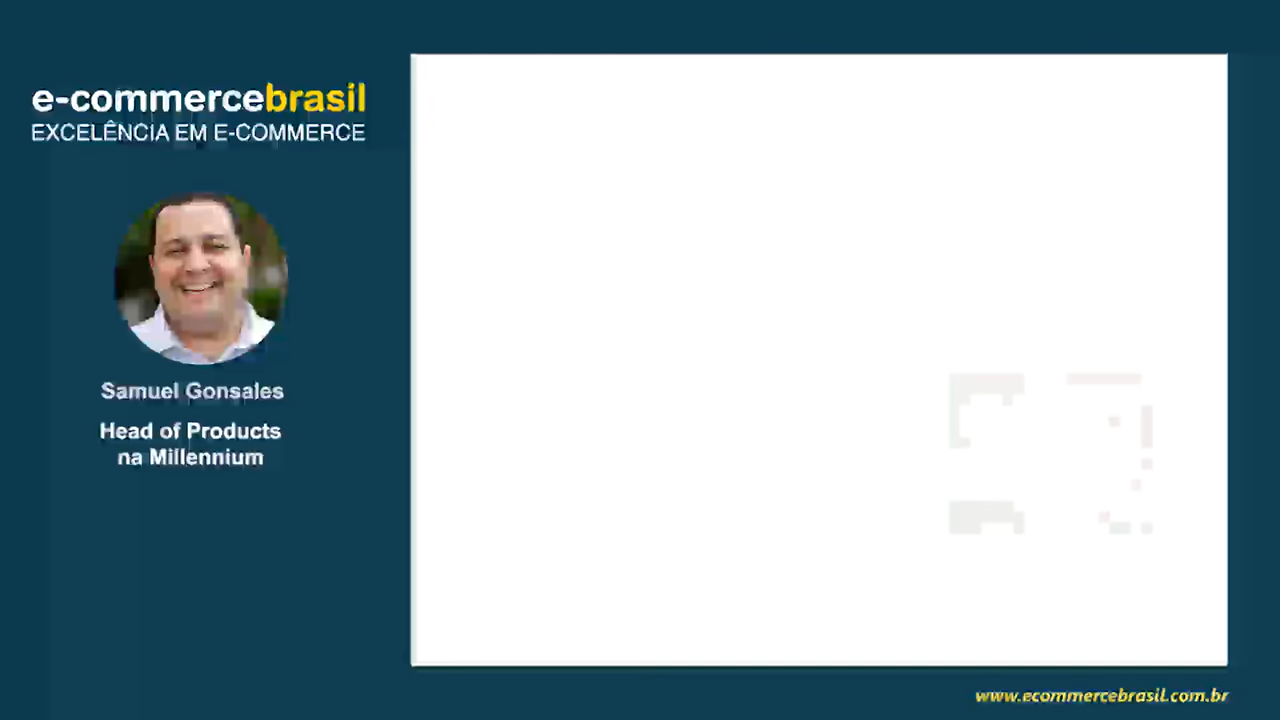 e-commercebrasil
EXCELÊNCIA EM E-COMMERCE
Samuel Gonsales
Head of Products
na Millennium
www.ecommercebrasil.com.br